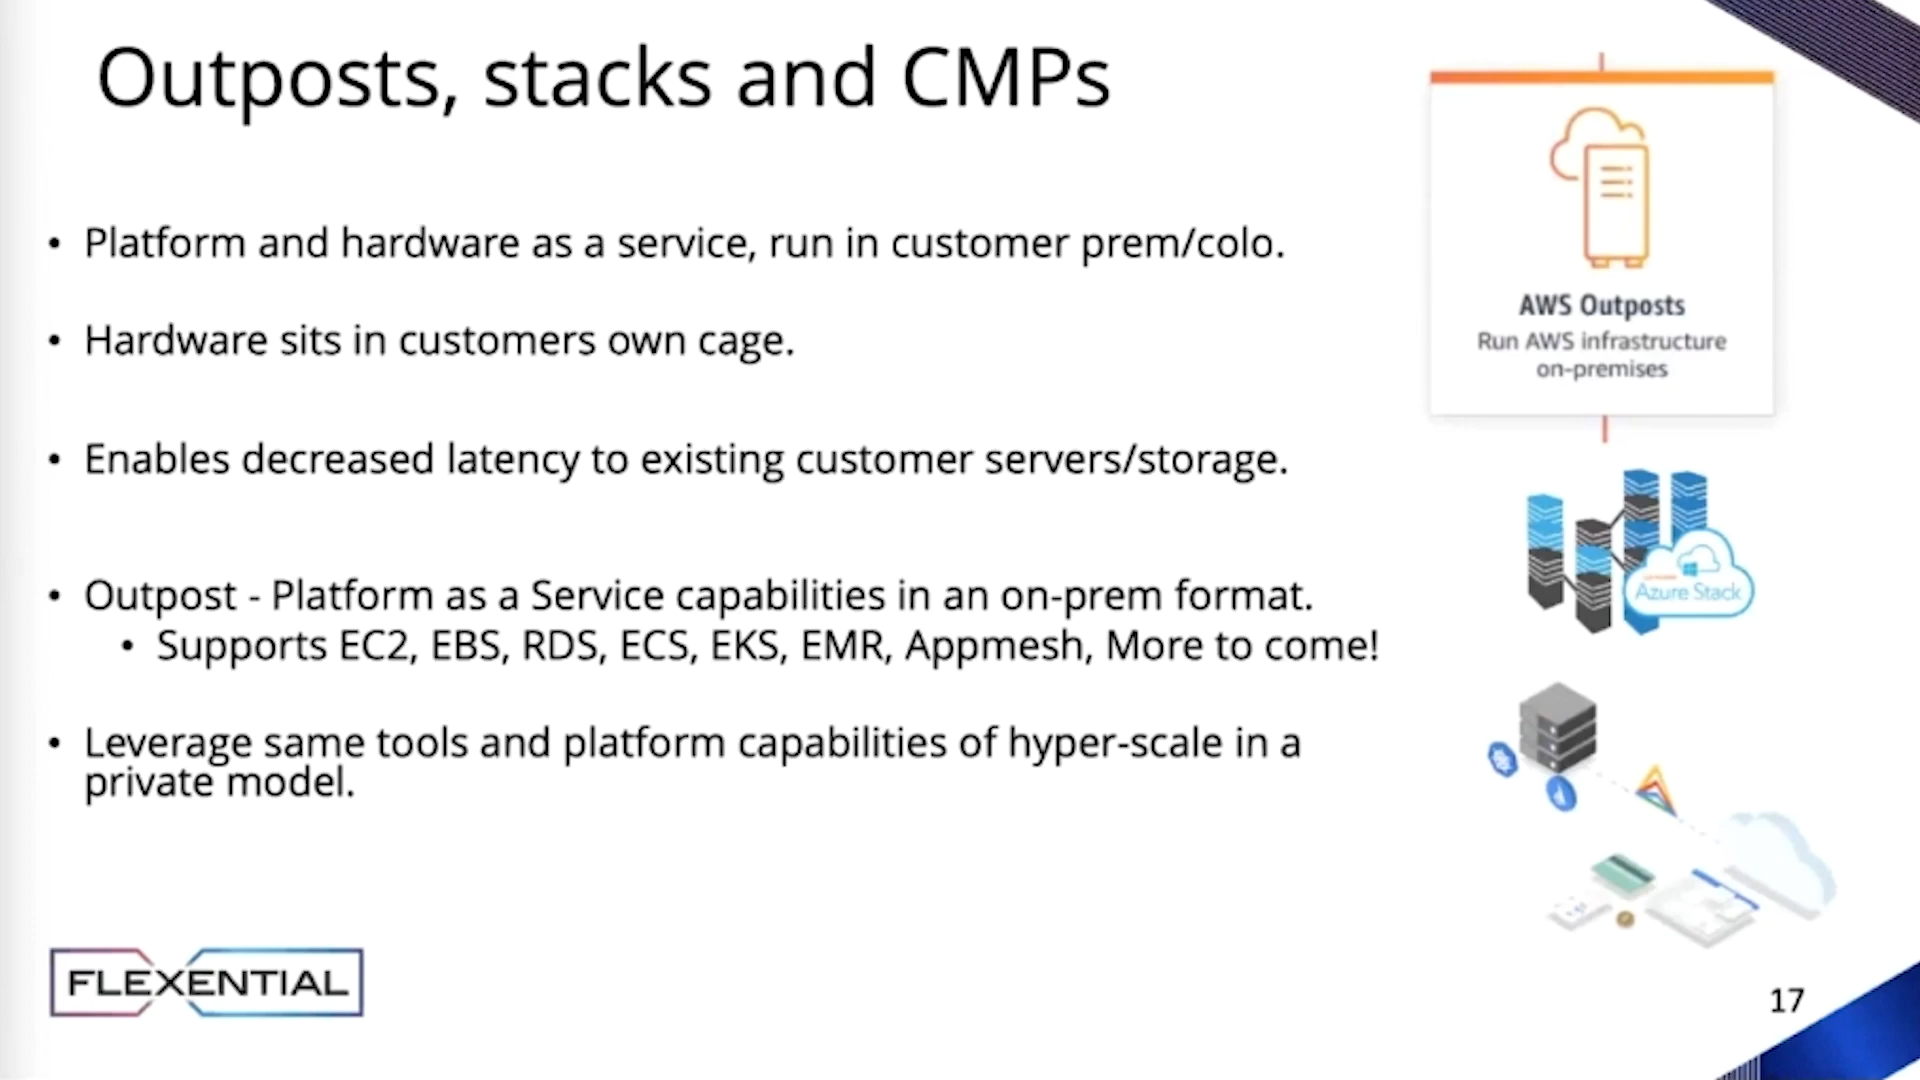 Outposts, stacks and CMPs
• Platform and hardware as a service, run in customer prem/colo.
• Hardware sits in customers own cage.
• Enables decreased latency to existing customer servers/storage.
• Outpost - Platform as a Service capabilities in an on-prem format.
• Supports EC2, EBS, RDS, ECS, EKS, EMR, Appmesh, More to come!
• Leverage same tools and platform capabilities of hyper-scale in a
private model.
AWS Outposts
Run AWS infrastructure
on-premises
Azure Stack
FLEXENTIAL
17